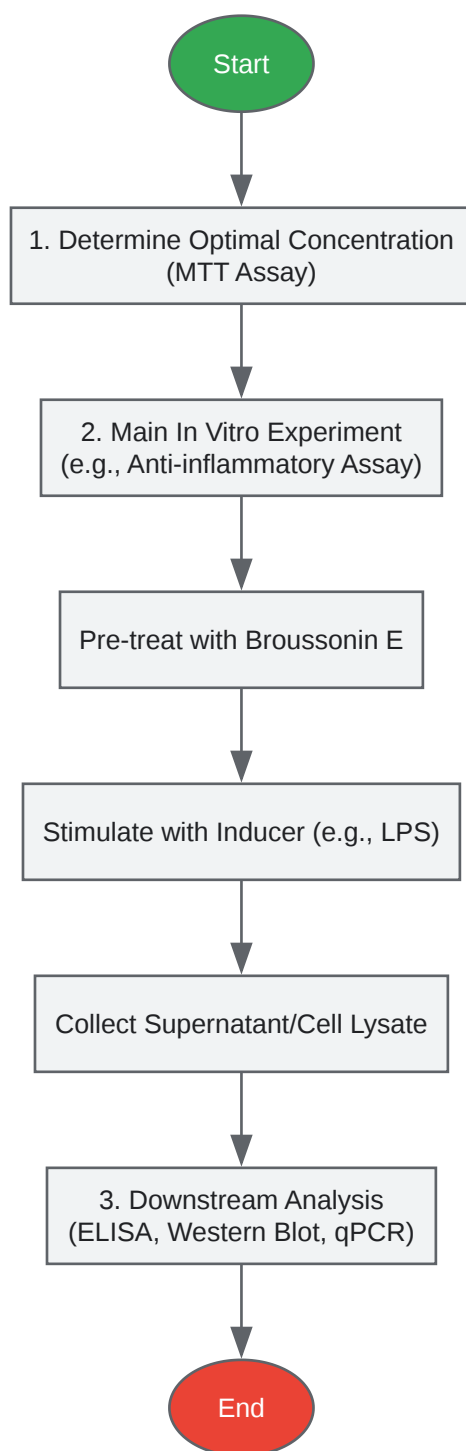 Start
1. Determine Optimal Concentration
(MTT Assay)
2. Main In Vitro Experiment
(e.g., Anti-inflammatory Assay)
Pre-treat with Broussonin E
Stimulate with Inducer (e.g., LPS)
Collect Supernatant/Cell Lysate
3. Downstream Analysis
(ELISA, Western Blot, qPCR)
End